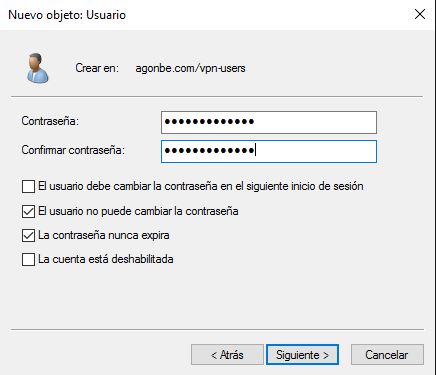 Nuevo objeto: Usuario
Crear en: agonbe.com/vpn-users
Contraseña: ●●●●●●●●●●●●●
Confirmar contraseña: ●●●●●●●●●●●●●
El usuario debe cambiar la contraseña en el siguiente inicio de sesión
El usuario no puede cambiar la contraseña
La contraseña nunca expira
La cuenta está deshabilitada
< Atrás Siguiente > Cancelar